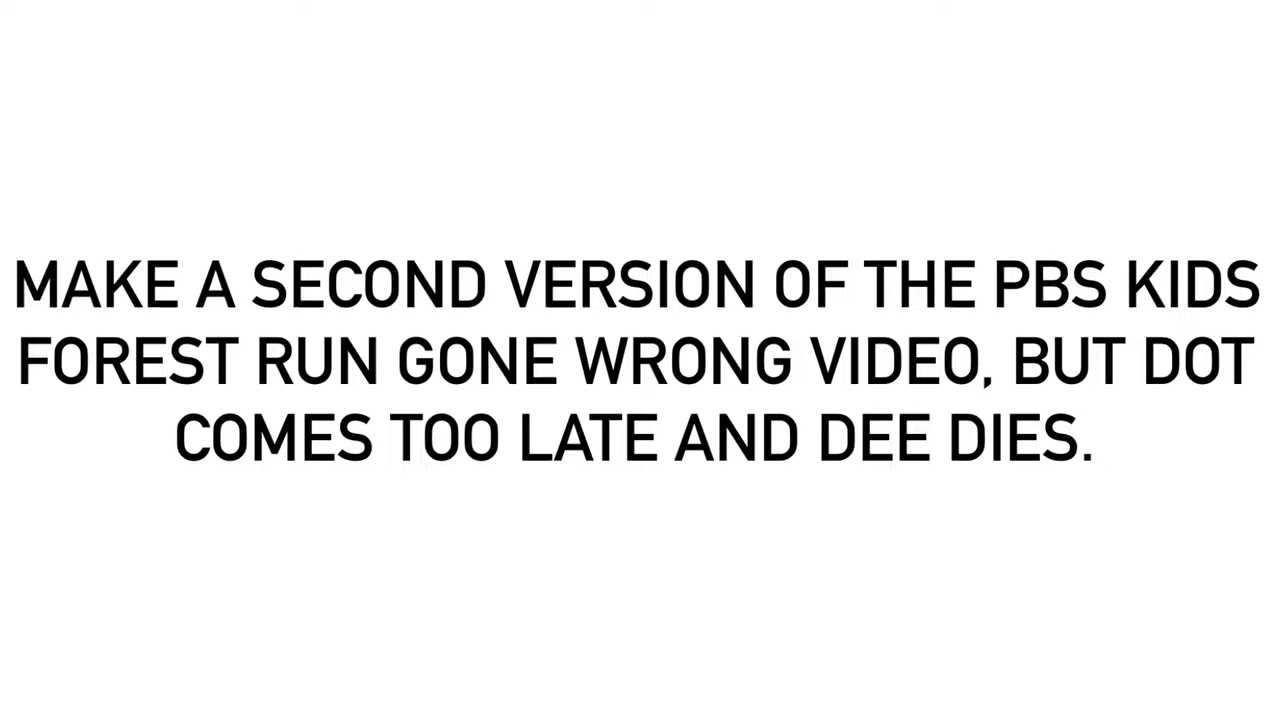 MAKE A SECOND VERSION OF THE PBS KIDS
FOREST RUN GONE WRONG VIDEO, BUT DOT
COMES TOO LATE AND DEE DIES.